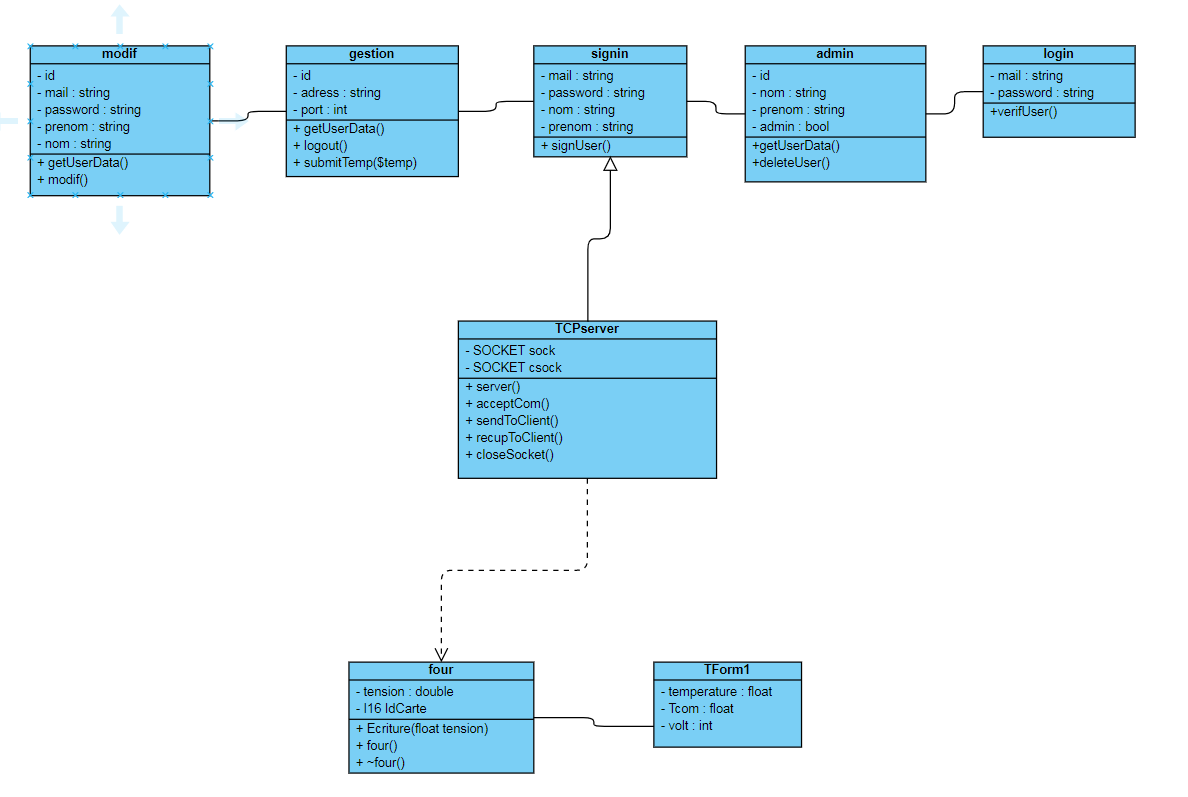 modif
- id
- mail : string
- password : string
- prenom : string
- nom : string
+ getUserData()
+ modif()
gestion
- id
- adress : string
- port : int
+ getUserData()
+ logout()
+ submitTemp($temp)
signin
- mail : string
- password : string
- nom : string
- prenom : string
+ signUser()
admin
- id
- nom : string
- prenom : string
- admin : bool
+getUserData()
+deleteUser()
login
- mail : string
- password : string
+verifUser()
TCPserver
- SOCKET sock
- SOCKET csock
+ server()
+ acceptCom()
+ sendToClient()
+ recupToClient()
+ closeSocket()
four
- tension : double
- I16 IdCarte
+ Ecriture(float tension)
+ four()
+ ~four()
TForm1
- temperature : float
- Tcom : float
- volt : int